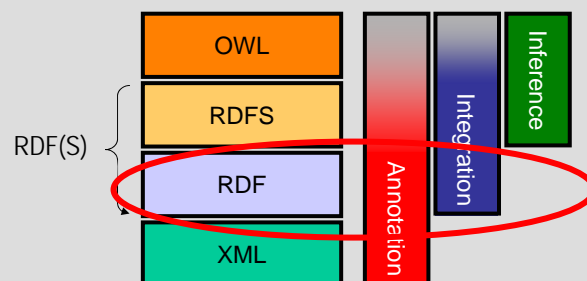 OWL
RDFS
RDF(S)
RDF
XML
Annotation
Integration
Inference